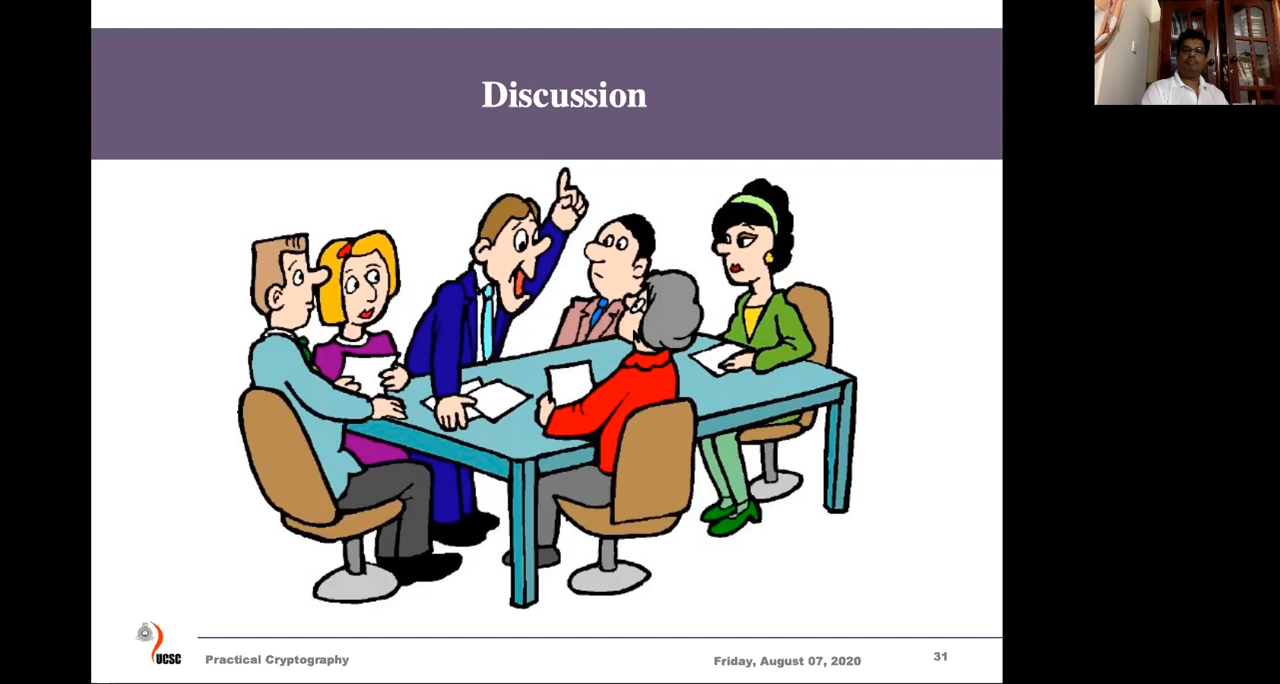 Discussion
UCSC
Practical Cryptography
Friday, August 07, 2020
31